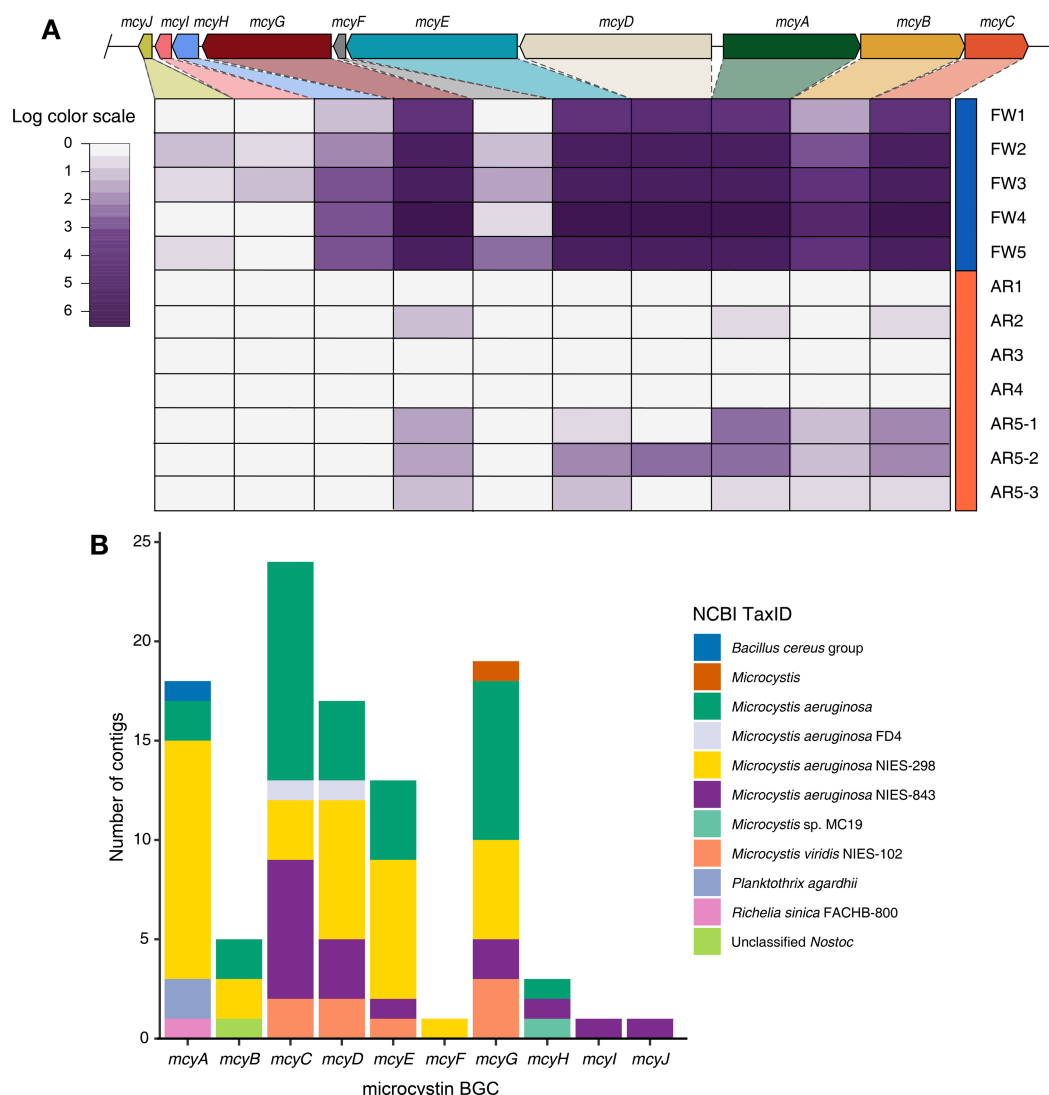 A
mcyJ mcyI mcyH mcyG mcyF mcyE mcyD mcyA mcyB mcyC
Log color scale
0
1
2
3
4
5
6
FW1
FW2
FW3
FW4
FW5
AR1
AR2
AR3
AR4
AR5-1
AR5-2
AR5-3
B
25
20
15
10
5
0
Number of contigs
mcyA mcyB mcyC mcyD mcyE mcyF mcyG mcyH mcyI mcyJ
microcystin BGC
NCBI TaxID
Bacillus cereus group
Microcystis
Microcystis aeruginosa
Microcystis aeruginosa FD4
Microcystis aeruginosa NIES-298
Microcystis aeruginosa NIES-843
Microcystis sp. MC19
Microcystis viridis NIES-102
Planktothrix agardhii
Richelia sinica FACHB-800
Unclassified Nostoc